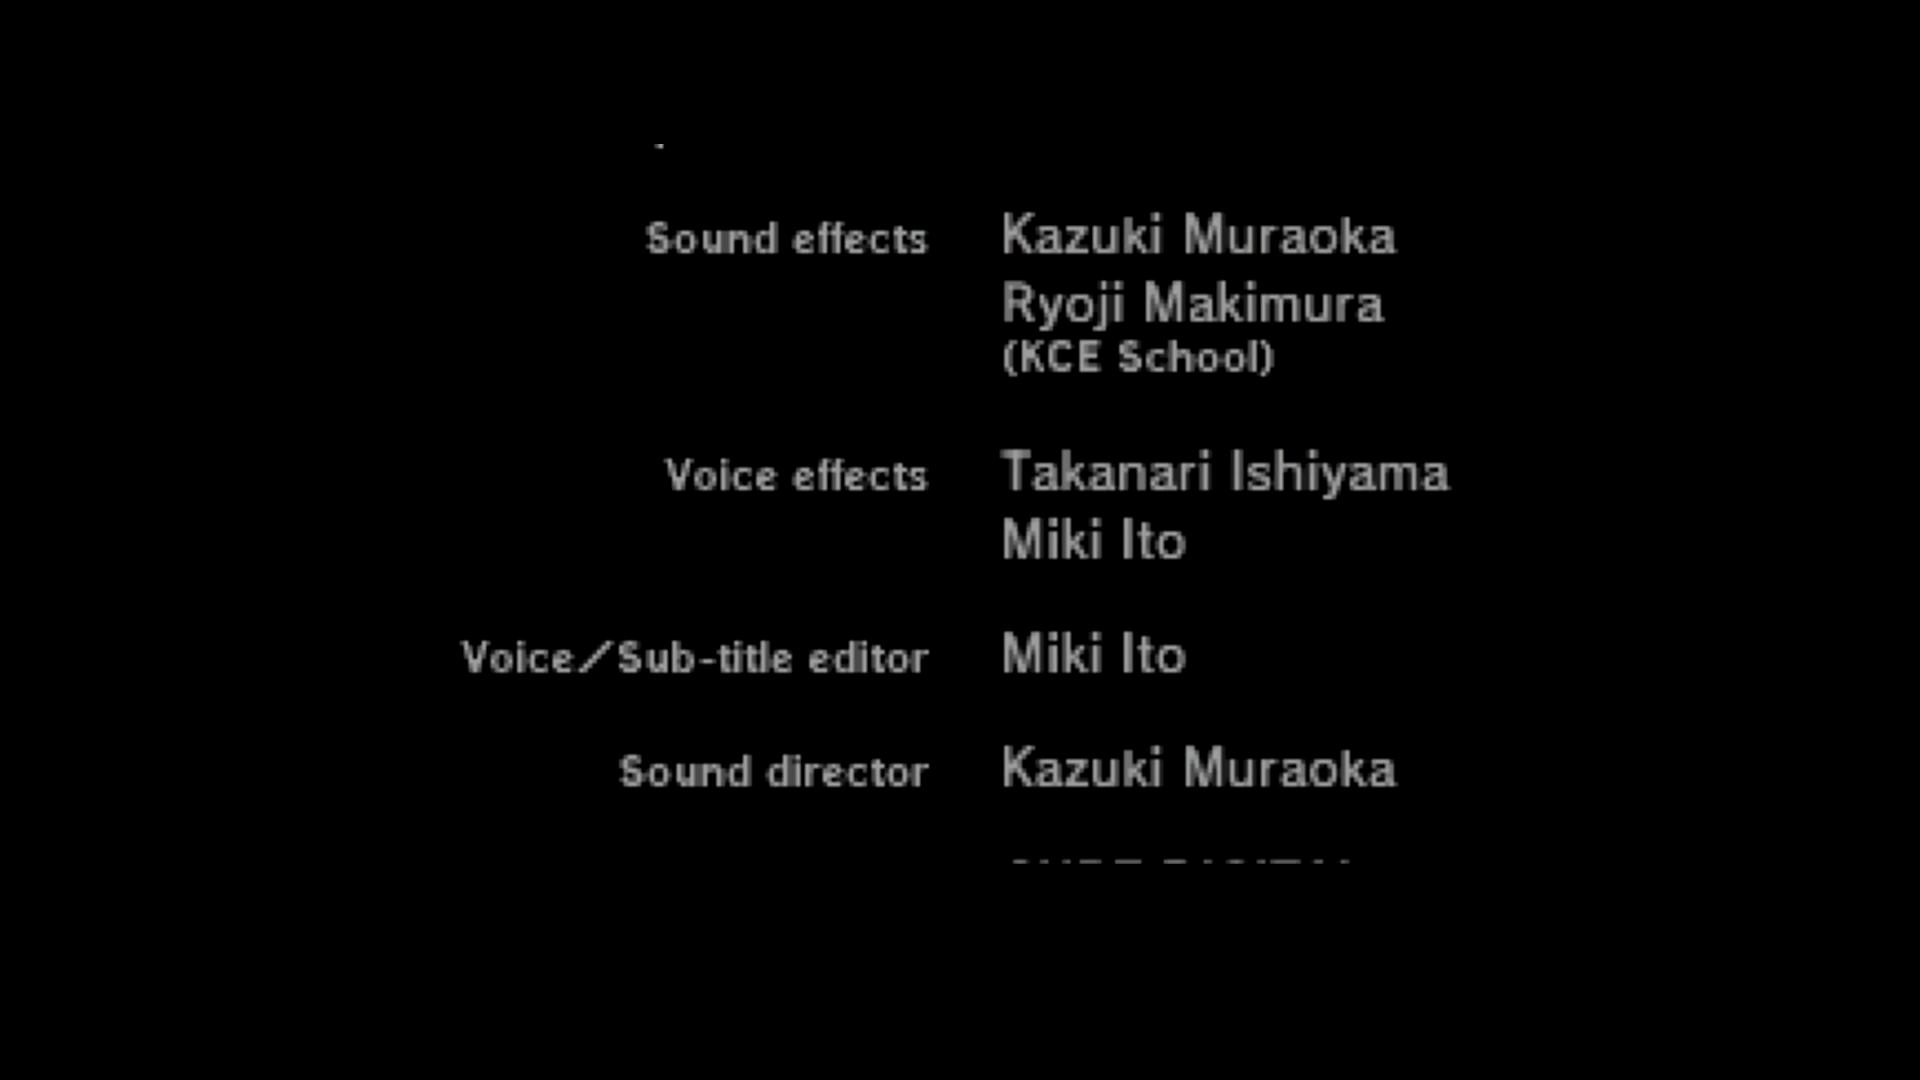 Sound effects Kazuki Muraoka
Ryoji Makimura
(KCE School)
Voice effects Takanari Ishiyama
Miki Ito
Voice／Sub-title editor Miki Ito
Sound director Kazuki Muraoka